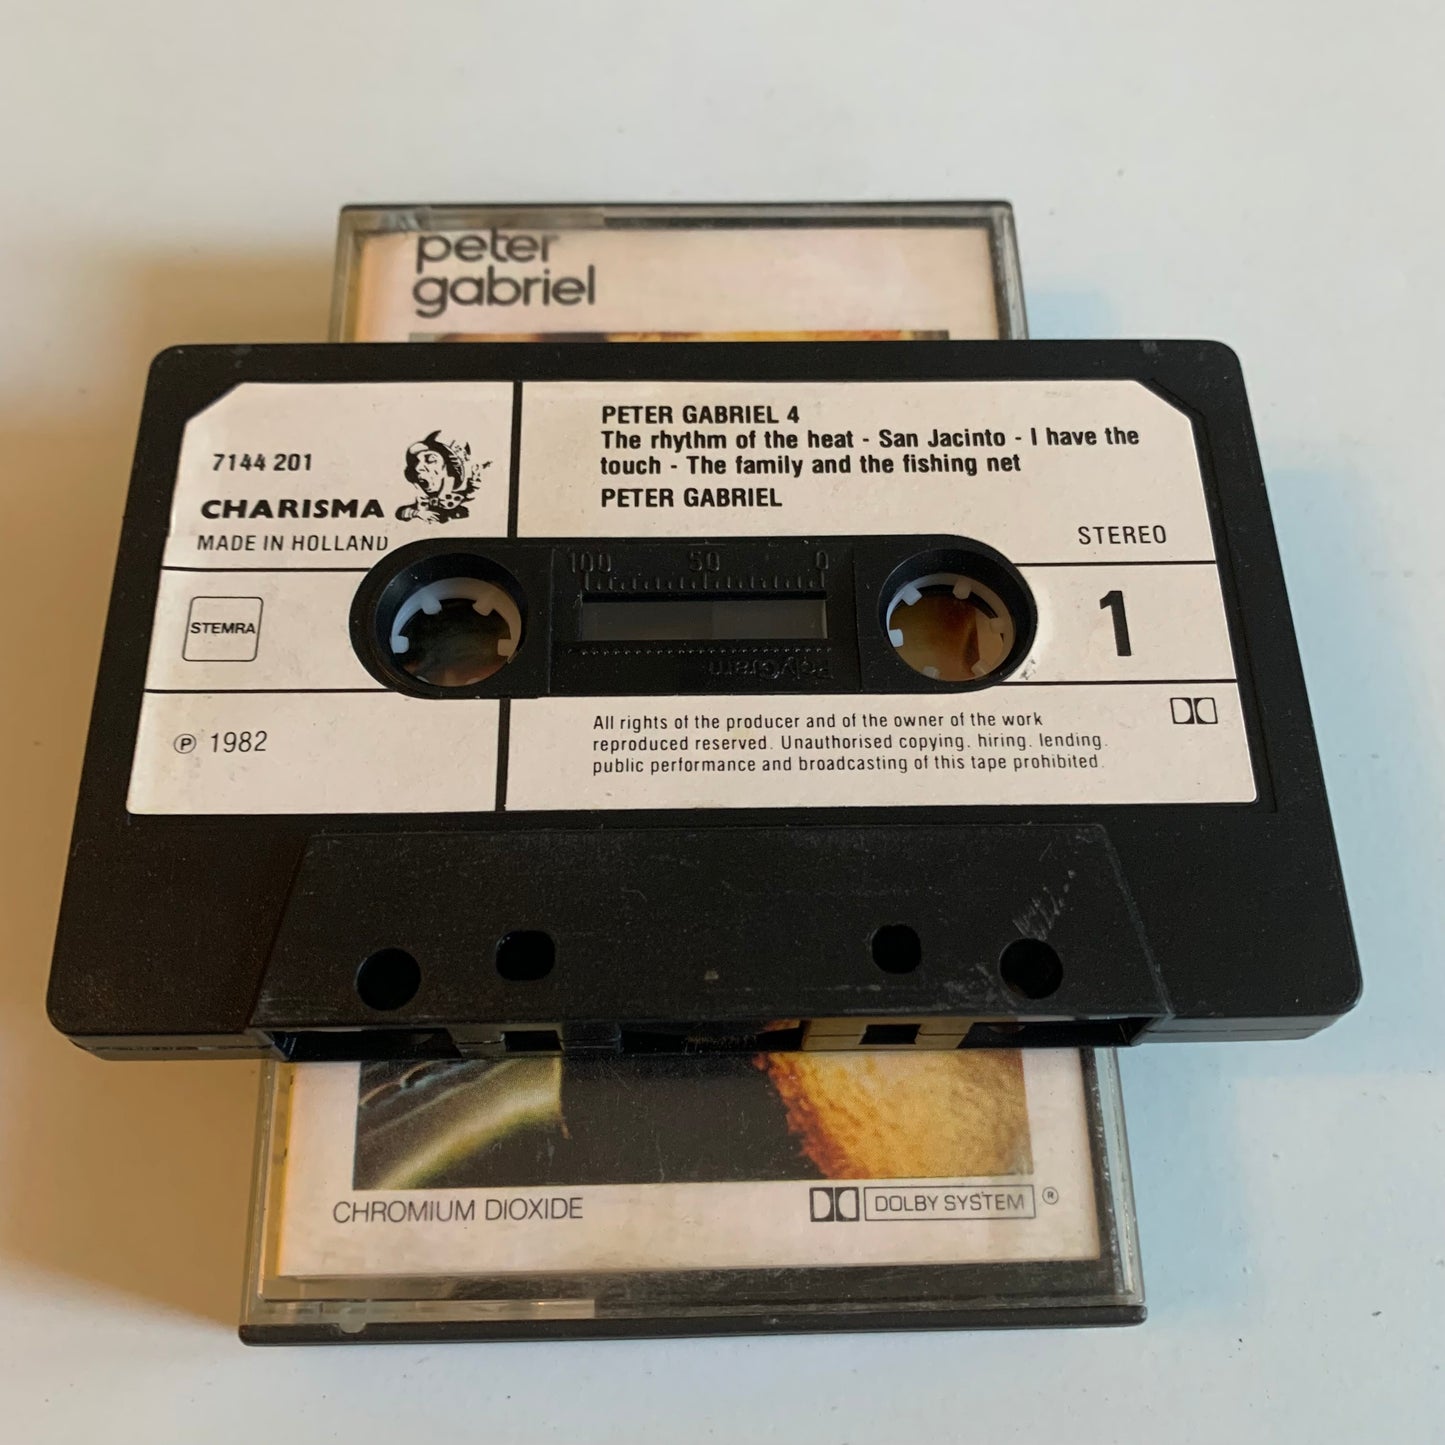 peter
gabriel
7144 201
CHARISMA
MADE IN HOLLAND
STEMRA
℗ 1982
PETER GABRIEL 4
The rhythm of the heat - San Jacinto - I have the
touch - The family and the fishing net
PETER GABRIEL
STEREO
100 50 0
1
PolyGram
All rights of the producer and of the owner of the work
reproduced reserved. Unauthorised copying. hiring. lending.
public performance and broadcasting of this tape prohibited.
CHROMIUM DIOXIDE
DOLBY SYSTEM ®